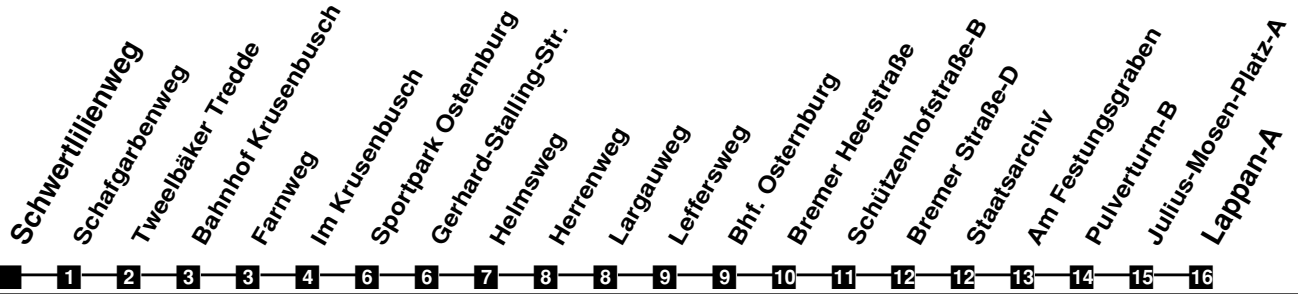 Schwertlilienweg
Schafgarbenweg
Tweelbäker Tredde
Bahnhof Krusenbusch
Farnweg
Im Krusenbusch
Sportpark Osternburg
Gerhard-Stalling-Str.
Helmsweg
Herrenweg
Largauweg
Leffersweg
Bhf. Osternburg
Bremer Heerstraße
Schützenhofstraße-B
Bremer Straße-D
Staatsarchiv
Am Festungsgraben
Pulverturm-B
Julius-Mosen-Platz-A
Lappan-A
1 2 3 3 4 6 6 7 8 8 9 9 10 11 12 12 13 14 15 16